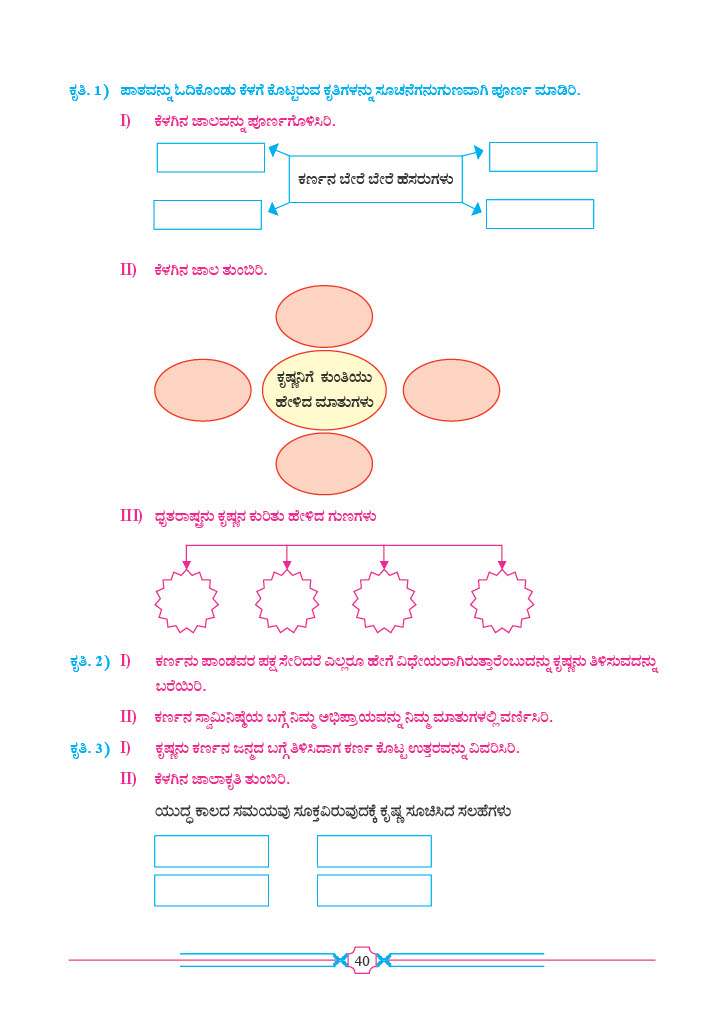 ಕೃತಿ. 1) ಪಾಠವನ್ನು ಓದಿಕೊಂಡು ಕೆಳಗೆ ಕೊಟ್ಟಿರುವ ಕೃತಿಗಳನ್ನು ಸೂಚನೆಗನುಗುಣವಾಗಿ ಪೂರ್ಣ ಮಾಡಿರಿ.
I) ಕೆಳಗಿನ ಜಾಲವನ್ನು ಪೂರ್ಣಗೊಳಿಸಿರಿ.
ಕರ್ಣನ ಬೇರೆ ಬೇರೆ ಹೆಸರುಗಳು
II) ಕೆಳಗಿನ ಜಾಲ ತುಂಬಿರಿ.
ಕೃಷ್ಣನಿಗೆ ಕುಂತಿಯು
ಹೇಳಿದ ಮಾತುಗಳು
III) ಧೃತರಾಷ್ಟ್ರನು ಕೃಷ್ಣನ ಕುರಿತು ಹೇಳಿದ ಗುಣಗಳು
ಕೃತಿ. 2) I) ಕರ್ಣನು ಪಾಂಡವರ ಪಕ್ಷ ಸೇರಿದರೆ ಎಲ್ಲರೂ ಹೇಗೆ ವಿಧೇಯರಾಗಿರುತ್ತಾರೆಂಬುದನ್ನು ಕೃಷ್ಣನು ತಿಳಿಸುವದನ್ನು
ಬರೆಯಿರಿ.
II) ಕರ್ಣನ ಸ್ವಾಮಿನಿಷ್ಠೆಯ ಬಗ್ಗೆ ನಿಮ್ಮ ಅಭಿಪ್ರಾಯವನ್ನು ನಿಮ್ಮ ಮಾತುಗಳಲ್ಲಿ ವರ್ಣಿಸಿರಿ.
ಕೃತಿ. 3) I) ಕೃಷ್ಣನು ಕರ್ಣನ ಜನ್ಮದ ಬಗ್ಗೆ ತಿಳಿಸಿದಾಗ ಕರ್ಣ ಕೊಟ್ಟ ಉತ್ತರವನ್ನು ವಿವರಿಸಿರಿ.
II) ಕೆಳಗಿನ ಜಾಲಾಕೃತಿ ತುಂಬಿರಿ.
ಯುದ್ಧ ಕಾಲದ ಸಮಯವು ಸೂಕ್ತವಿರುವುದಕ್ಕೆ ಕೃಷ್ಣ ಸೂಚಿಸಿದ ಸಲಹೆಗಳು
40